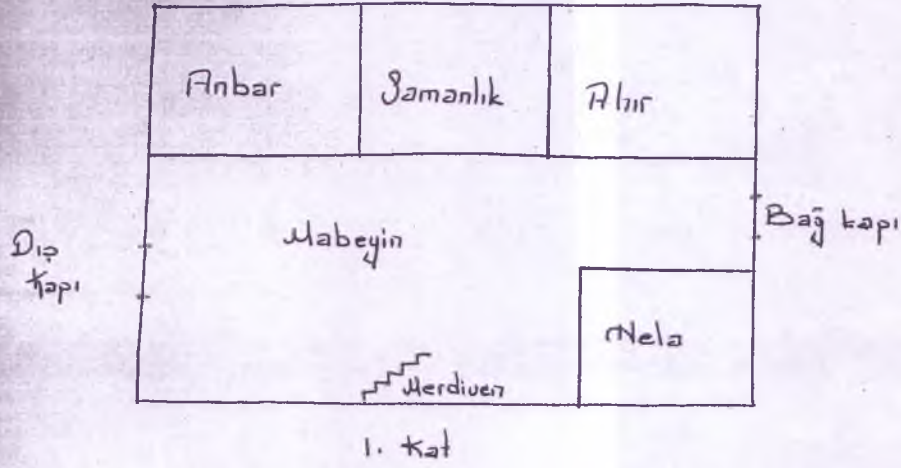 Anbar
Samanlık
Ahır
Mabeyin
Bağ kapı
Dış
kapı
Nela
Merdiven
1. Kat